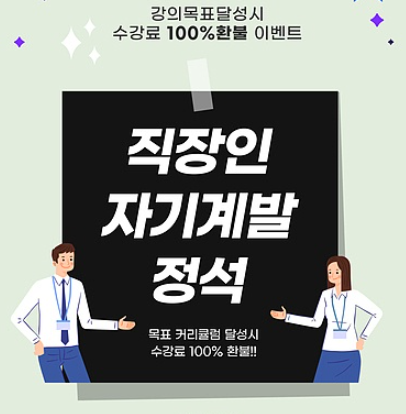 강의목표달성시
수강료 100%환불 이벤트
직장인
자기계발
정석
목표 커리큘럼 달성시
수강료 100% 환불!!